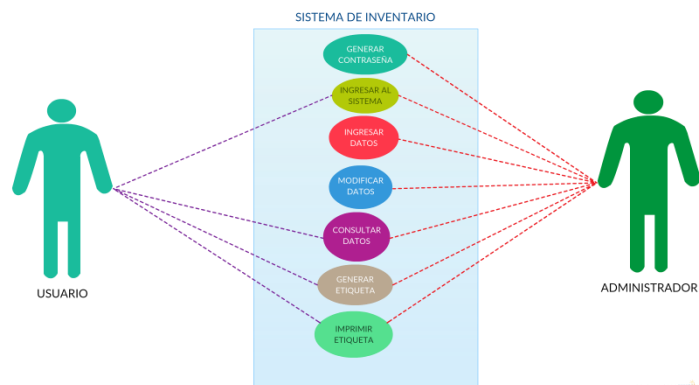 SISTEMA DE INVENTARIO
GENERAR
CONTRASEÑA
INGRESAR AL
SISTEMA
INGRESAR
DATOS
MODIFICAR
DATOS
CONSULTAR
DATOS
GENERAR
ETIQUETA
IMPRIMIR
ETIQUETA
USUARIO
ADMINISTRADOR